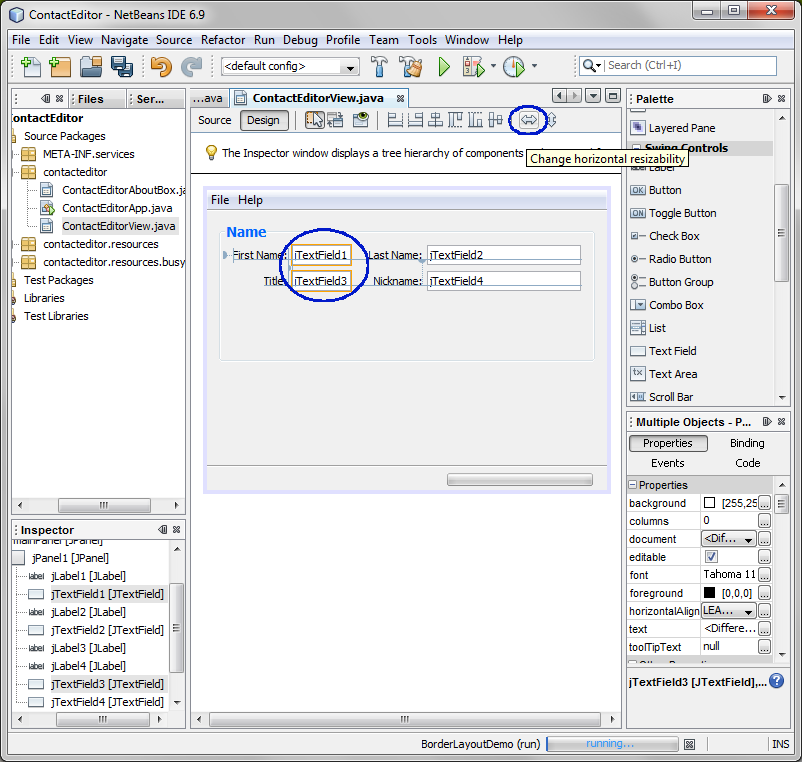 ContactEditor - NetBeans IDE 6.9
File Edit View Navigate Source Refactor Run Debug Profile Team Tools Window Help
<default config>
Search (Ctrl+I)
Files
Ser...
...ava
ContactEditorView.java
Source
Design
The Inspector window displays a tree hierarchy of components
Change horizontal resizability
ontactEditor
Source Packages
META-INF.services
contacteditor
ContactEditorAboutBox.ja
ContactEditorApp.java
ContactEditorView.java
contacteditor.resources
contacteditor.resources.busy
Test Packages
Libraries
Test Libraries
File Help
Name
First Name:
jTextField1
Last Name:
jTextField2
Title:
jTextField3
Nickname:
jTextField4
Palette
Layered Pane
Swing Controls
Label
Button
Toggle Button
Check Box
Radio Button
Button Group
Combo Box
List
Text Field
Text Area
Scroll Bar
Inspector
mainPanel [JPanel]
jPanel1 [JPanel]
label jLabel1 [JLabel]
jTextField1 [JTextField]
label jLabel2 [JLabel]
jTextField2 [JTextField]
label jLabel3 [JLabel]
label jLabel4 [JLabel]
jTextField3 [JTextField]
jTextField4 [JTextField]
Multiple Objects - P...
Properties
Binding
Events
Code
Properties
background [255,25 ...
columns 0 ...
document <Dif... ...
editable ...
font Tahoma 11 ...
foreground [0,0,0] ...
horizontalAlign LEA... ...
text <Differe... ...
toolTipText null ...
Other Properties
jTextField3 [JTextField],...
BorderLayoutDemo (run)
running...
INS